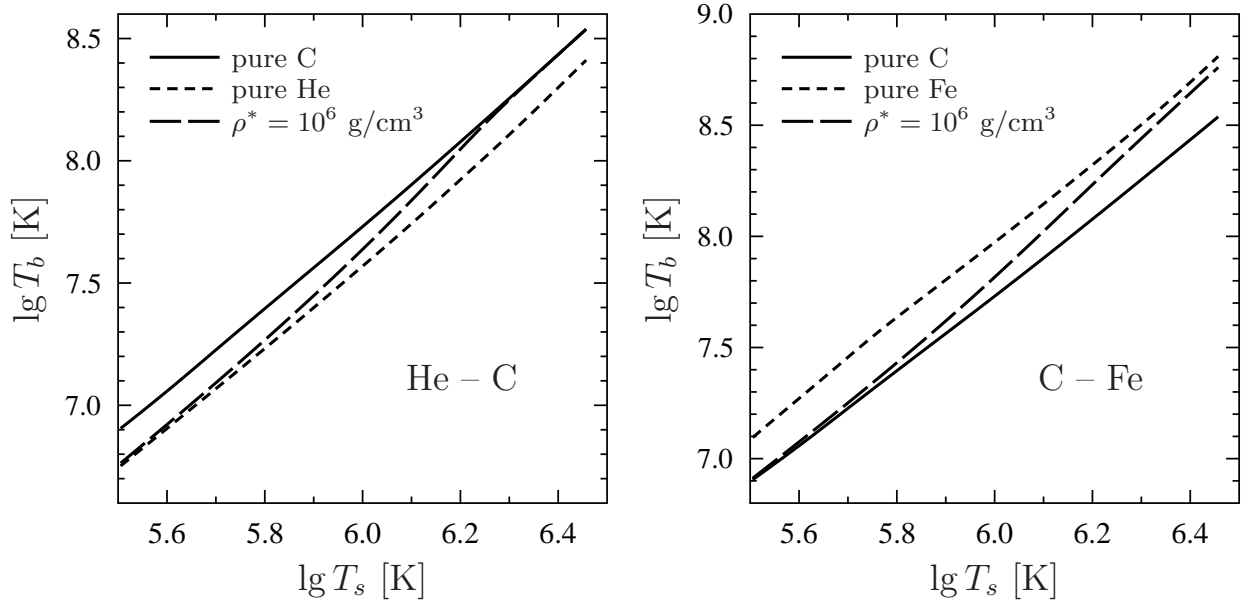 8.5
8.0
7.5
7.0
lg T_b [K]
pure C
pure He
ρ* = 10⁶ g/cm³
He – C
5.6 5.8 6.0 6.2 6.4
lg T_s [K]
9.0
8.5
8.0
7.5
7.0
lg T_b [K]
pure C
pure Fe
ρ* = 10⁶ g/cm³
C – Fe
5.6 5.8 6.0 6.2 6.4
lg T_s [K]